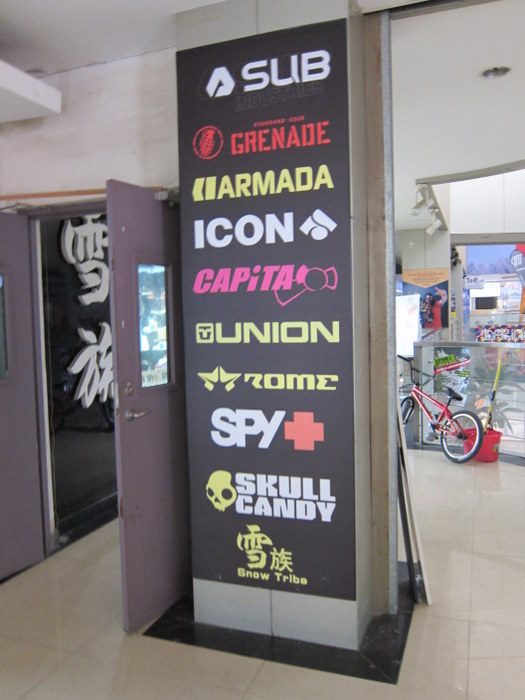 SUB
INDUSTRIES
STANDARD ISSUE
GRENADE
ARMADA
ICON
CAPiTA
UNION
ROME
SPY
SKULL
CANDY
雪族
Snow Tribe
雪族